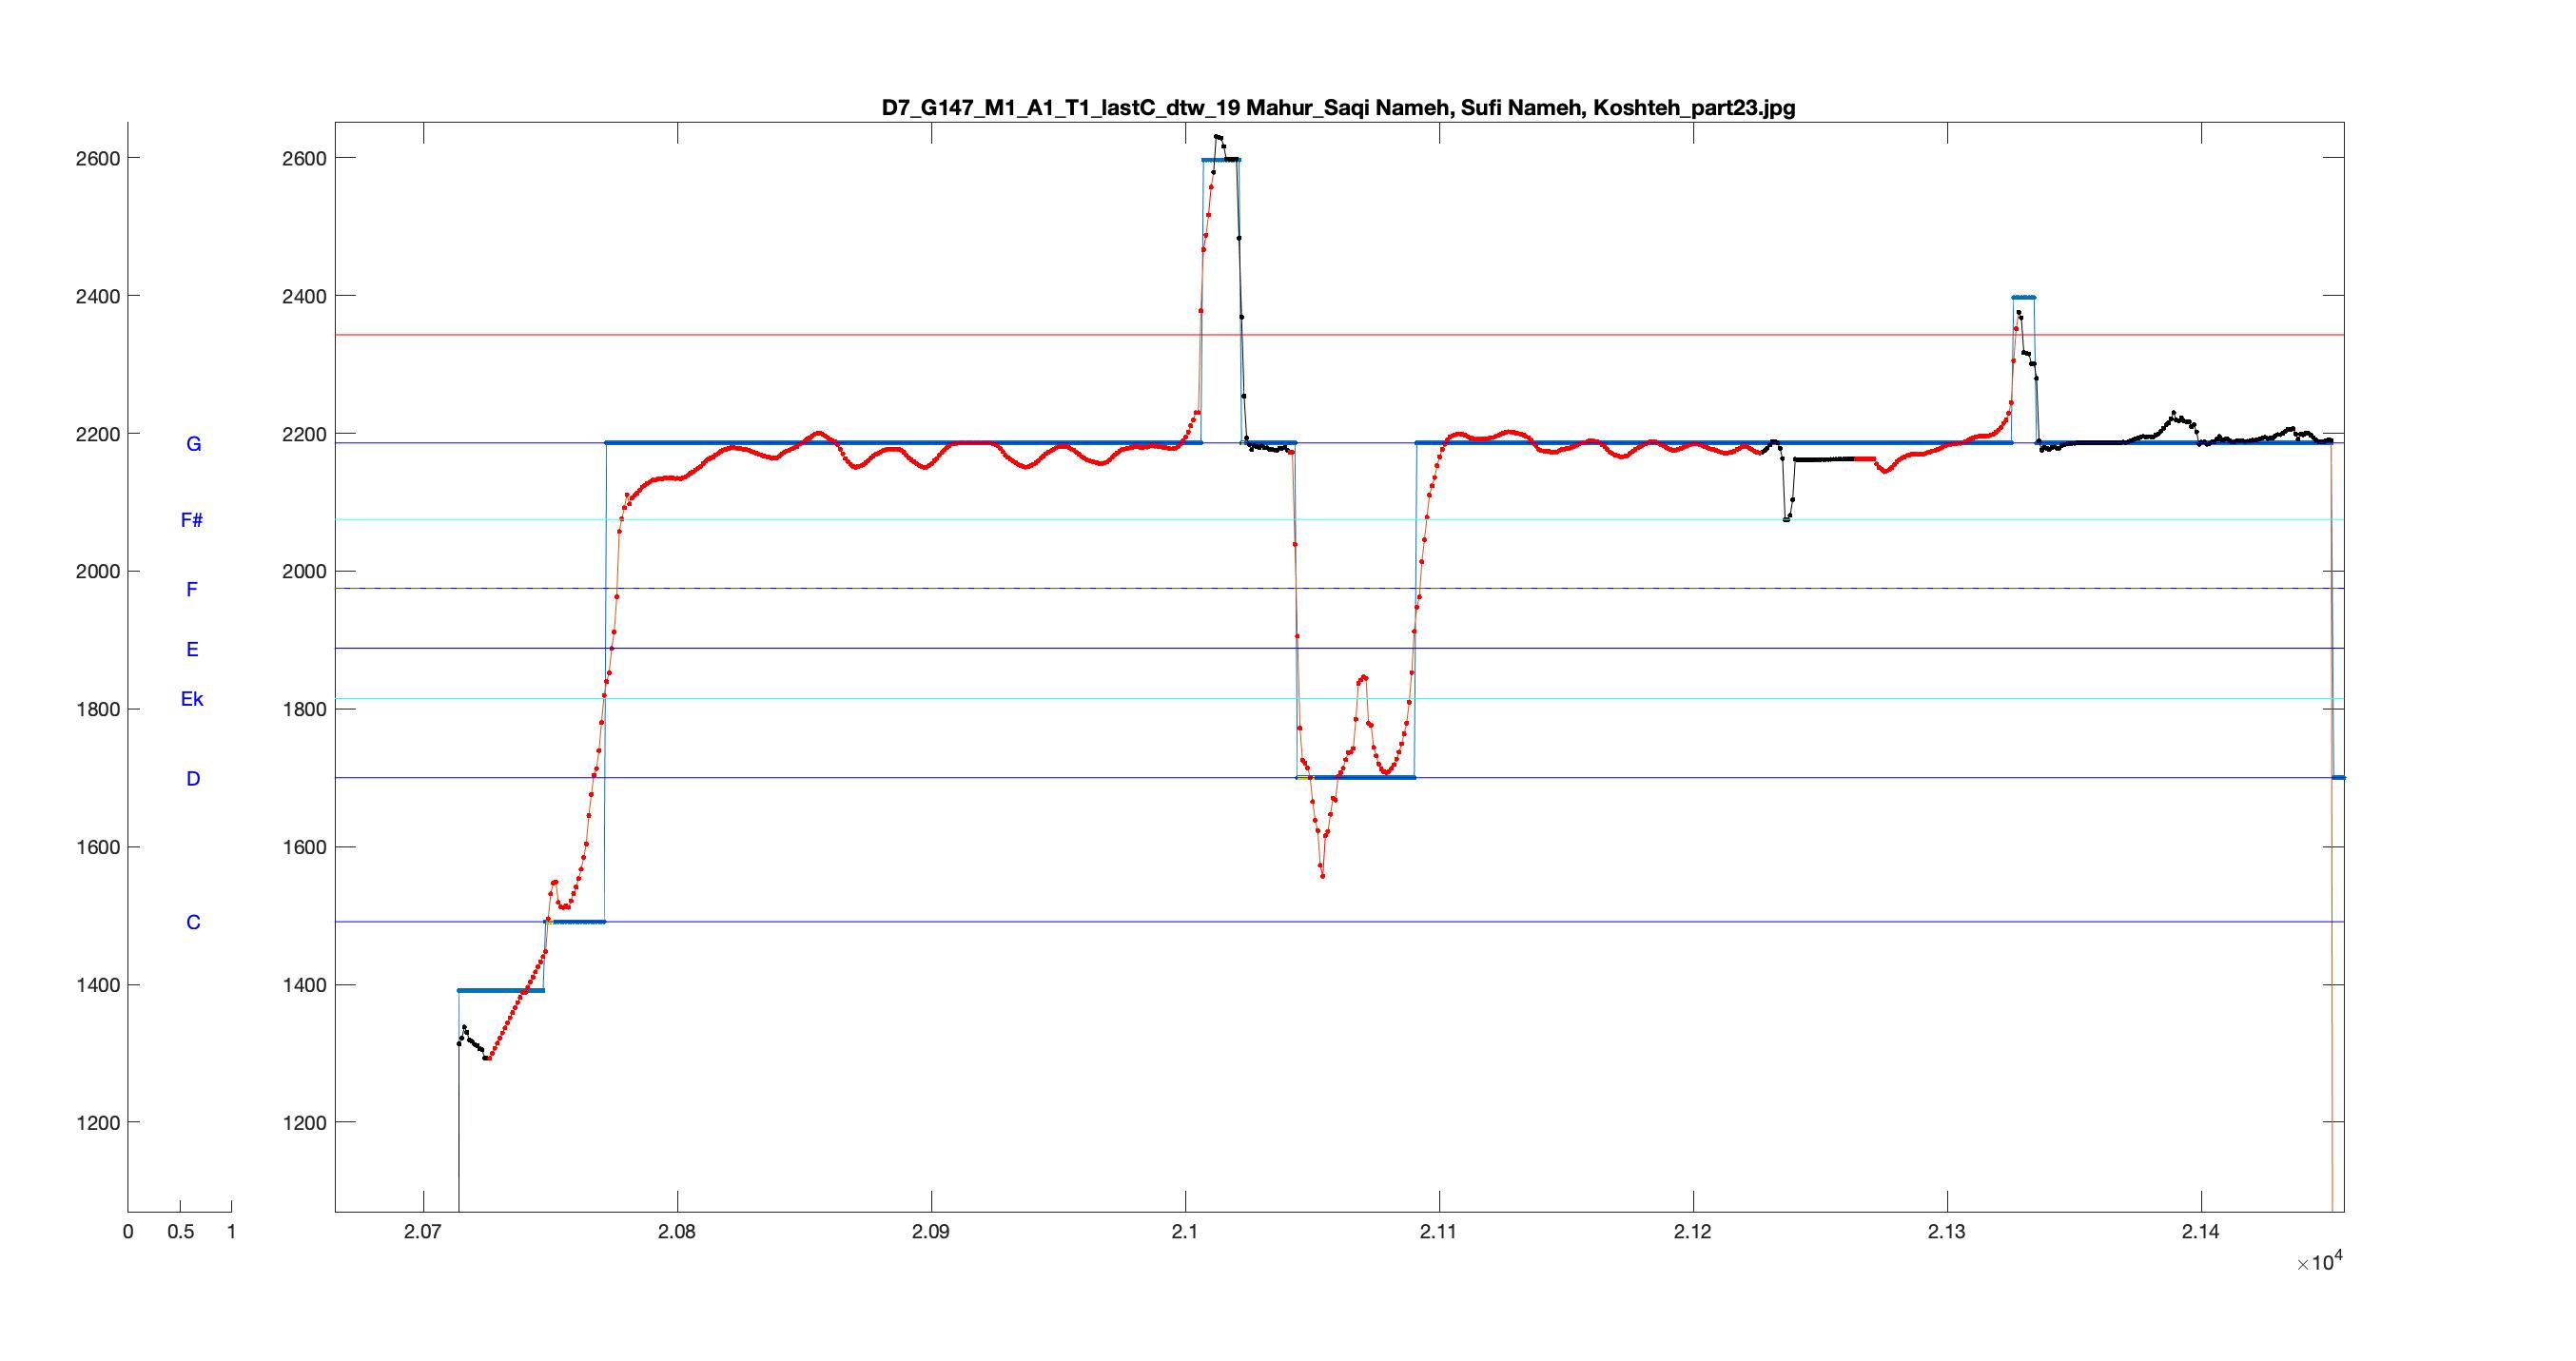 D7_G147_M1_A1_T1_lastC_dtw_19 Mahur_Saqi Nameh, Sufi Nameh, Koshteh_part23.jpg
2600 2600
2400 2400
2200 G 2200
F#
2000 2000
F
E
Ek
1800 1800
D
1600 1600
C
1400 1400
1200 1200
0 0.5 1 2.07 2.08 2.09 2.1 2.11 2.12 2.13 2.14
×10⁴